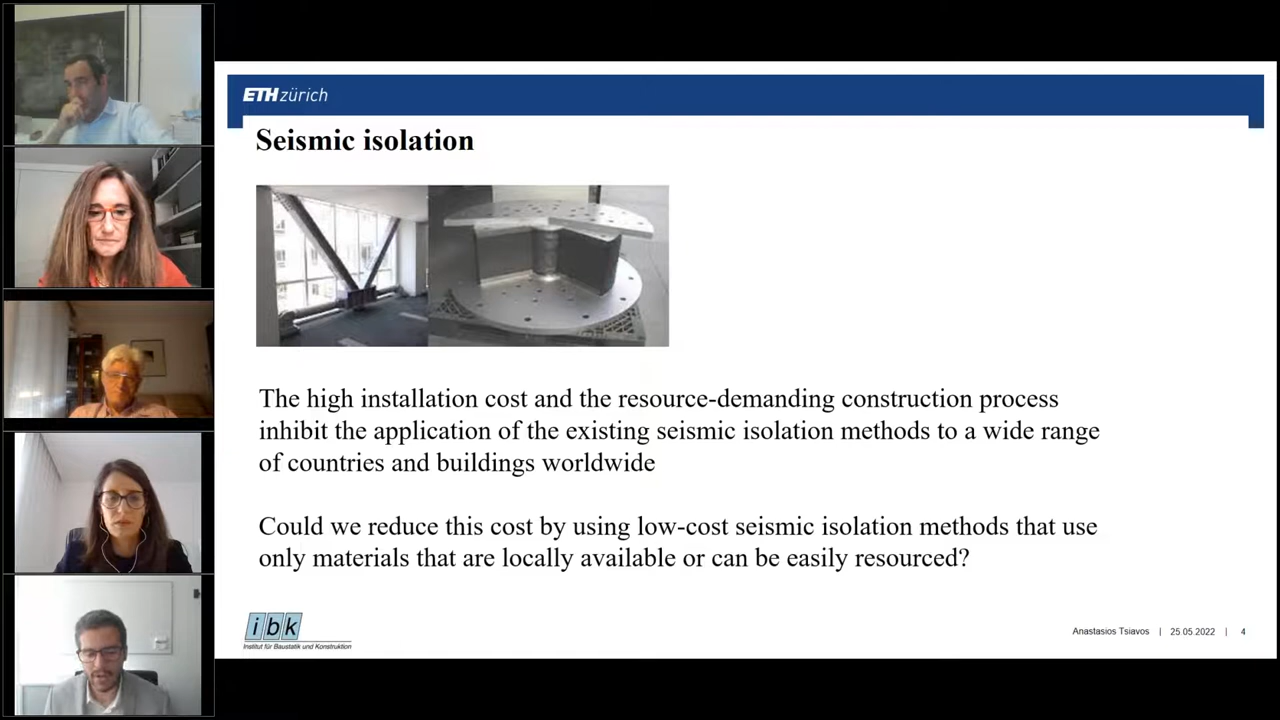 ETH zürich
Seismic isolation
The high installation cost and the resource-demanding construction process
inhibit the application of the existing seismic isolation methods to a wide range
of countries and buildings worldwide
Could we reduce this cost by using low-cost seismic isolation methods that use
only materials that are locally available or can be easily resourced?
ibk
Institut für Baustatik und Konstruktion
Anastasios Tsiavos | 25.05.2022 | 4